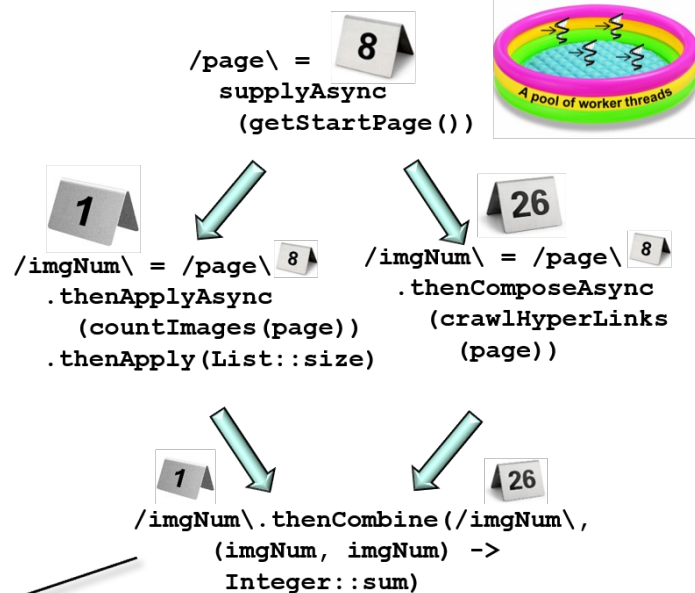 8
/page\ =
supplyAsync
(getStartPage())
A pool of worker threads
1
26
/imgNum\ = /page\ 8
.thenApplyAsync
(countImages(page))
.thenApply(List::size)
/imgNum\ = /page\ 8
.thenComposeAsync
(crawlHyperLinks
(page))
1
26
/imgNum\.thenCombine(/imgNum\,
(imgNum, imgNum) ->
Integer::sum)